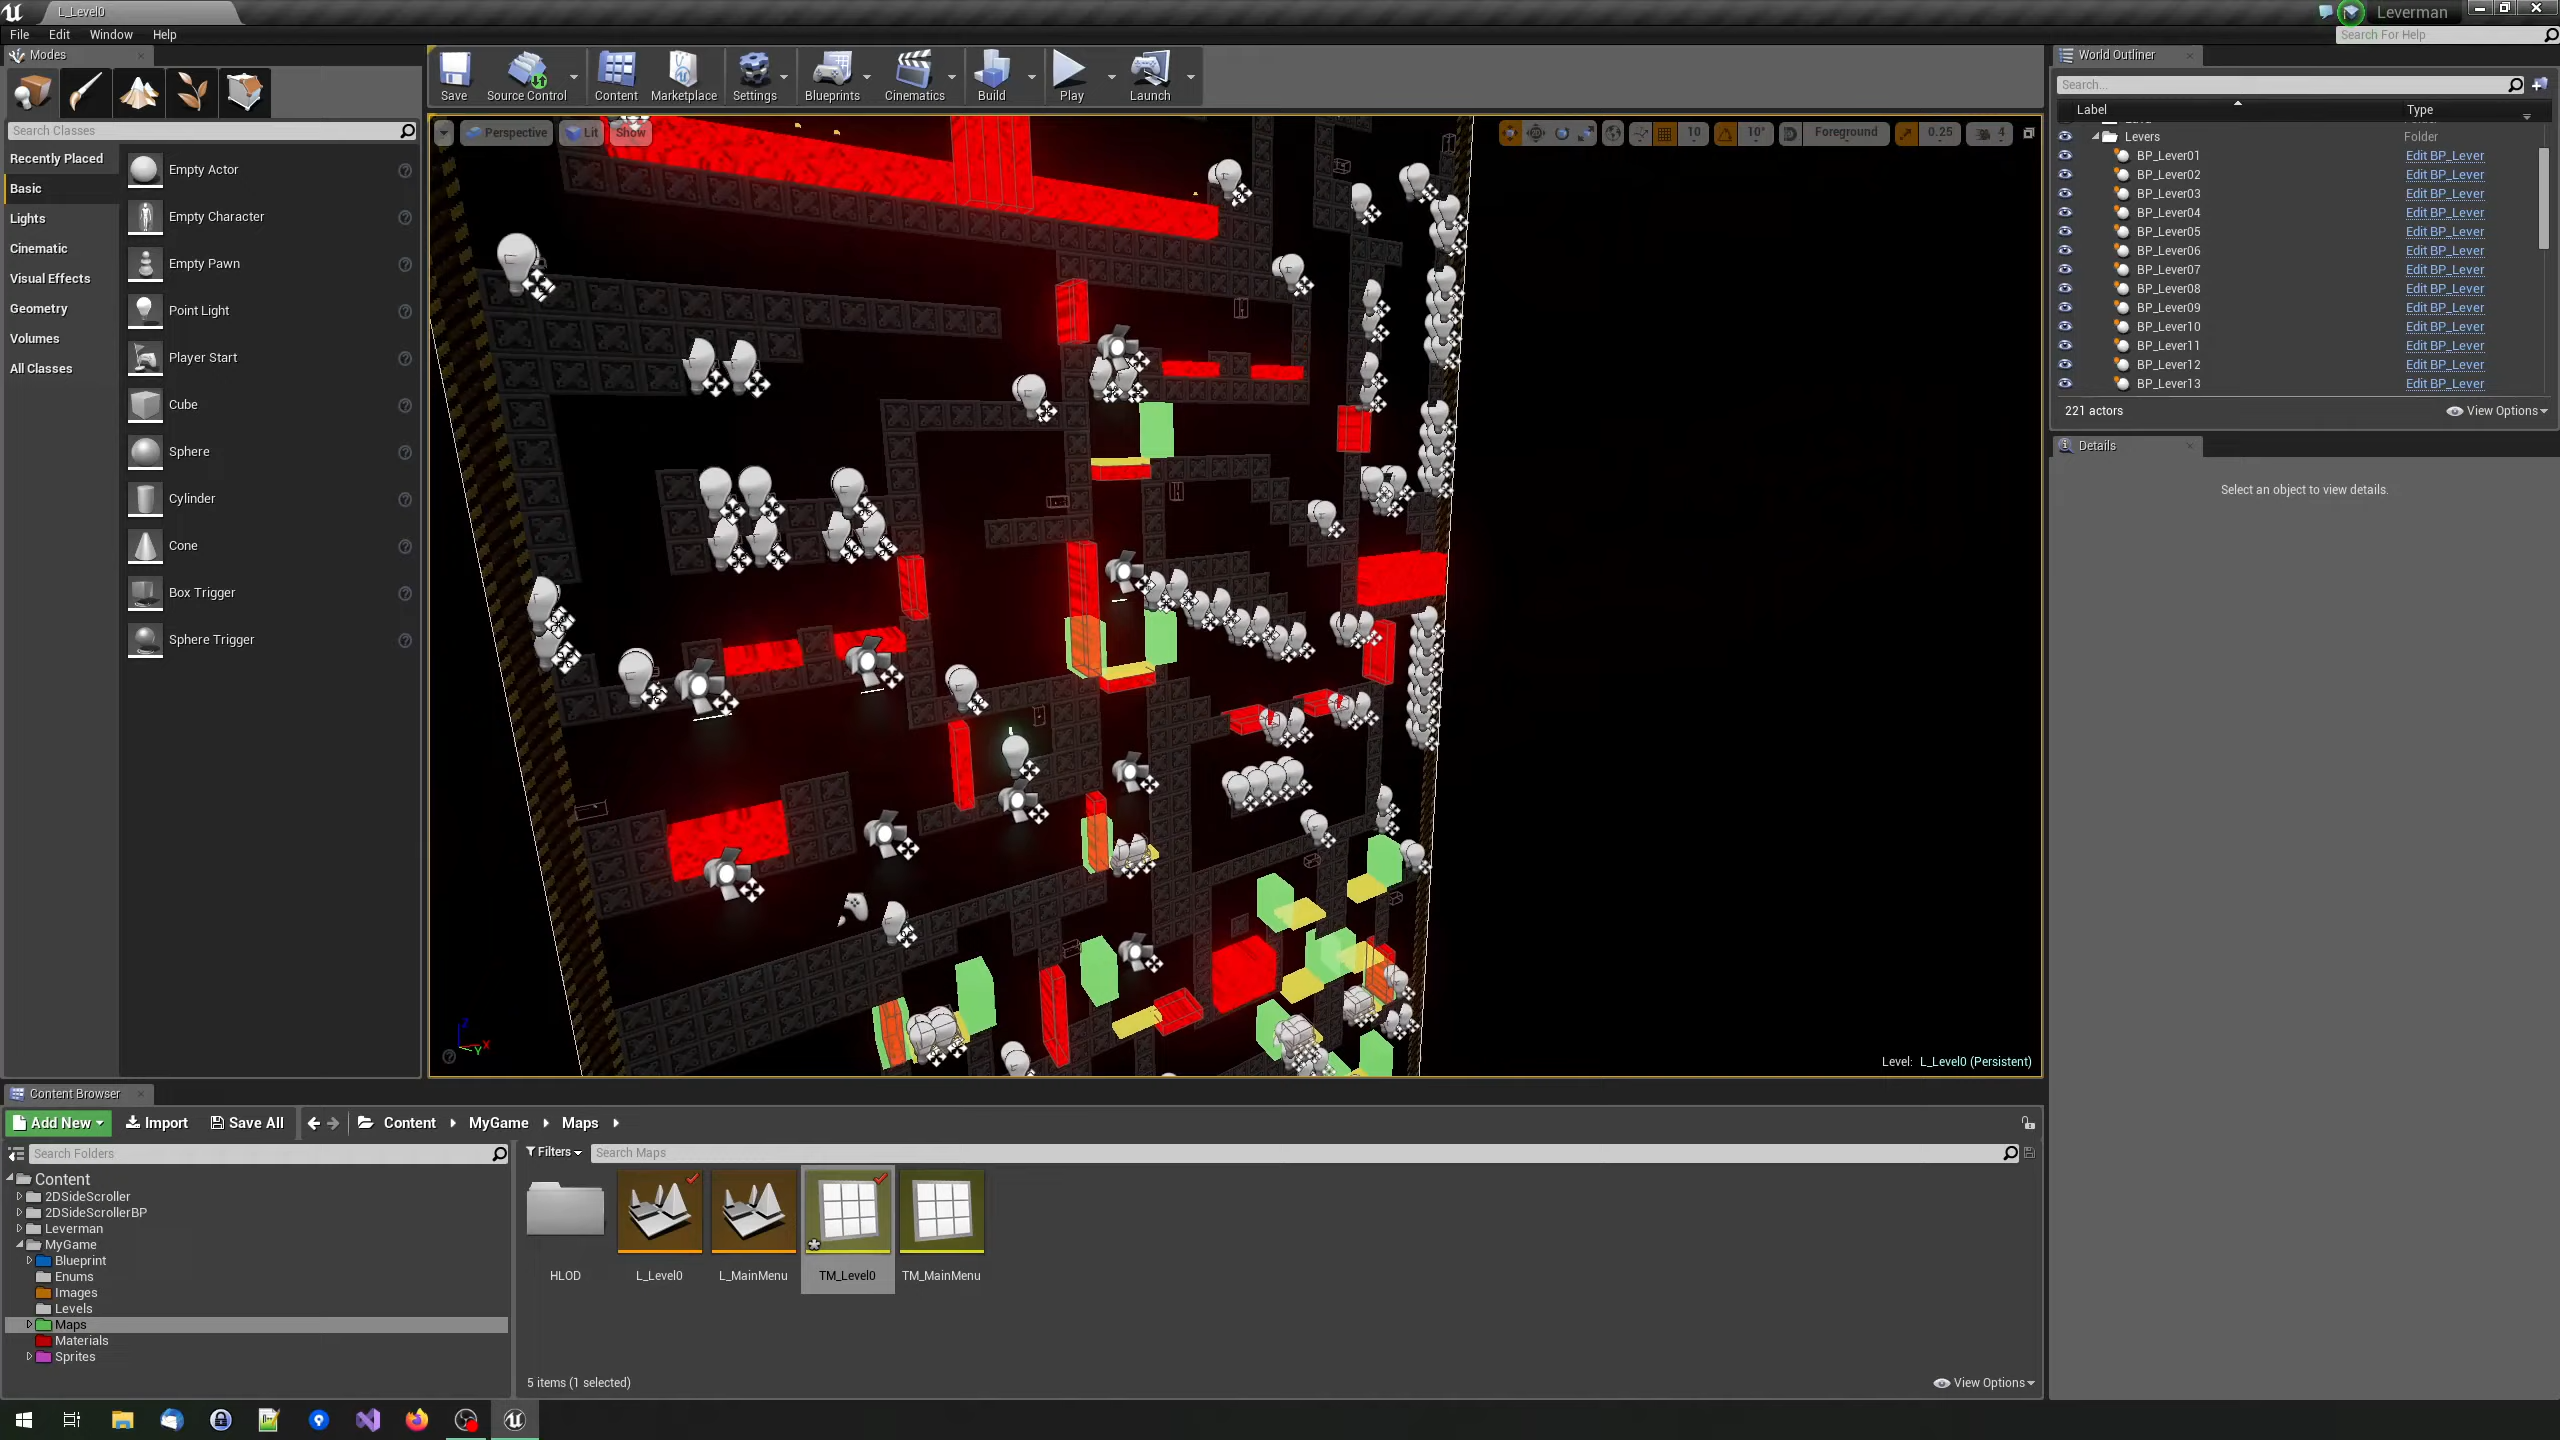 L_Level0
Leverman
File Edit Window Help
Search For Help
Modes
Search Classes
Recently Placed
Basic
Lights
Cinematic
Visual Effects
Geometry
Volumes
All Classes
Empty Actor
Empty Character
Empty Pawn
Point Light
Player Start
Cube
Sphere
Cylinder
Cone
Box Trigger
Sphere Trigger
Save Source Control Content Marketplace Settings Blueprints Cinematics Build Play Launch
Perspective Lit Show
10 10° Foreground 0.25 4
Level: L_Level0 (Persistent)
World Outliner
Search...
Label Type
Levers Folder
BP_Lever01 Edit BP_Lever
BP_Lever02 Edit BP_Lever
BP_Lever03 Edit BP_Lever
BP_Lever04 Edit BP_Lever
BP_Lever05 Edit BP_Lever
BP_Lever06 Edit BP_Lever
BP_Lever07 Edit BP_Lever
BP_Lever08 Edit BP_Lever
BP_Lever09 Edit BP_Lever
BP_Lever10 Edit BP_Lever
BP_Lever11 Edit BP_Lever
BP_Lever12 Edit BP_Lever
BP_Lever13 Edit BP_Lever
221 actors View Options
Details
Select an object to view details.
Content Browser
Add New Import Save All Content MyGame Maps
Search Folders
Content
2DSideScroller
2DSideScrollerBP
Leverman
MyGame
Blueprint
Enums
Images
Levels
Maps
Materials
Sprites
Filters Search Maps
HLOD L_Level0 L_MainMenu TM_Level0 TM_MainMenu
5 items (1 selected) View Options